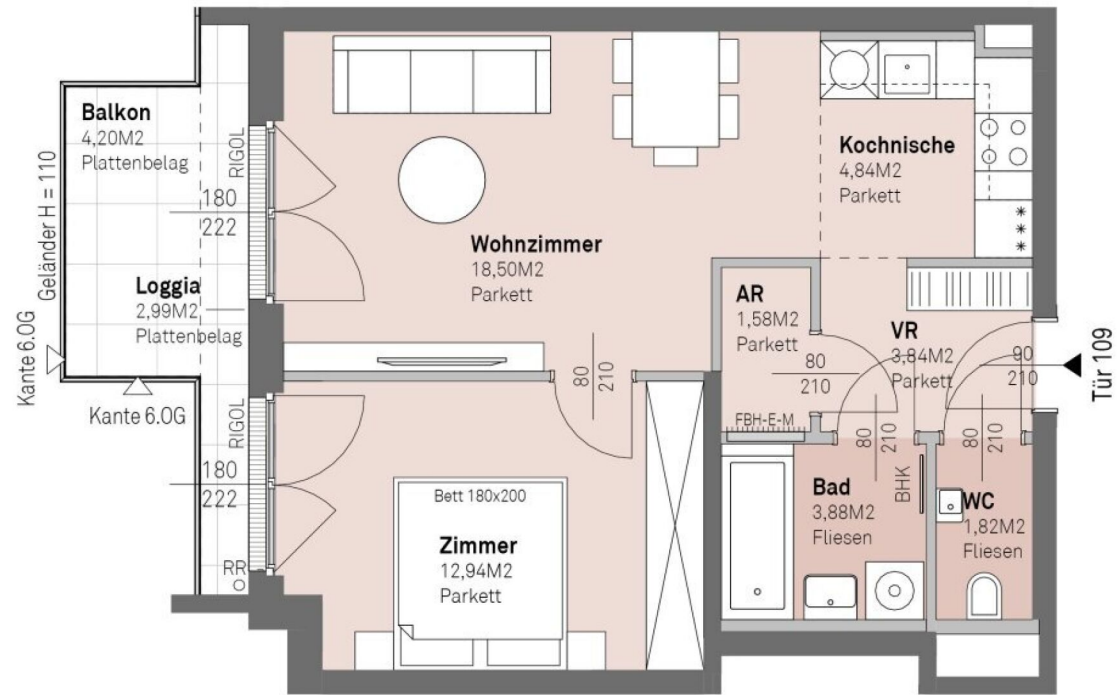 Balkon
4,20M2
Plattenbelag
Geländer H = 110
Kante 6.OG
RIGOL
180
222
Loggia
2,99M2
Plattenbelag
Kante 6.OG
RIGOL
180
222
RR
Wohnzimmer
18,50M2
Parkett
Kochnische
4,84M2
Parkett
AR
1,58M2
Parkett
80
210
FBH-E-M
VR
3,84M2
Parkett
90
210
Tür 109
80
210
Bett 180x200
Zimmer
12,94M2
Parkett
80
210
BHK
Bad
3,88M2
Fliesen
80
210
WC
1,82M2
Fliesen